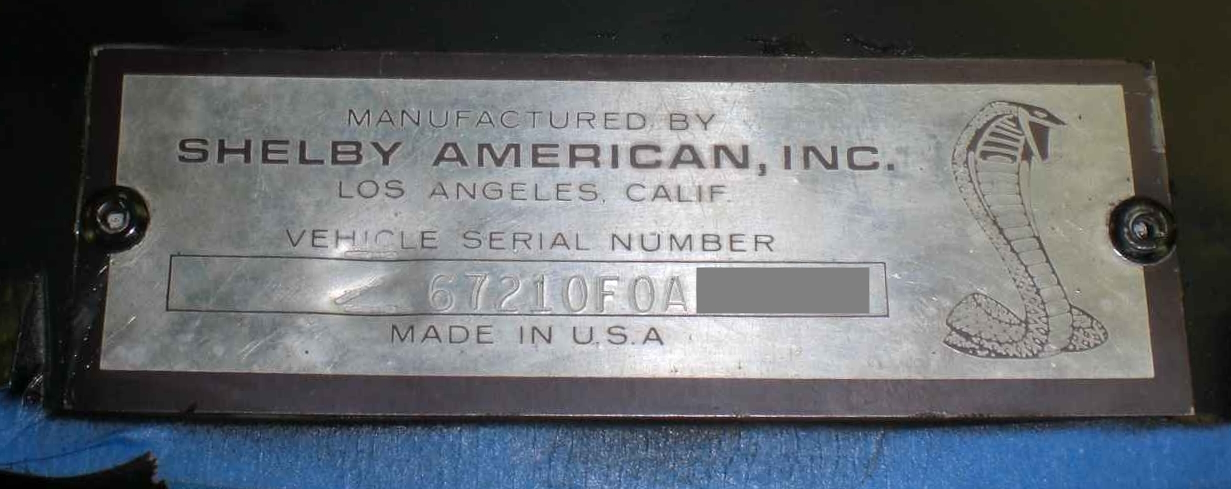 MANUFACTURED BY
SHELBY AMERICAN, INC.
LOS ANGELES, CALIF.
VEHICLE SERIAL NUMBER
67210F0A
MADE IN U.S.A